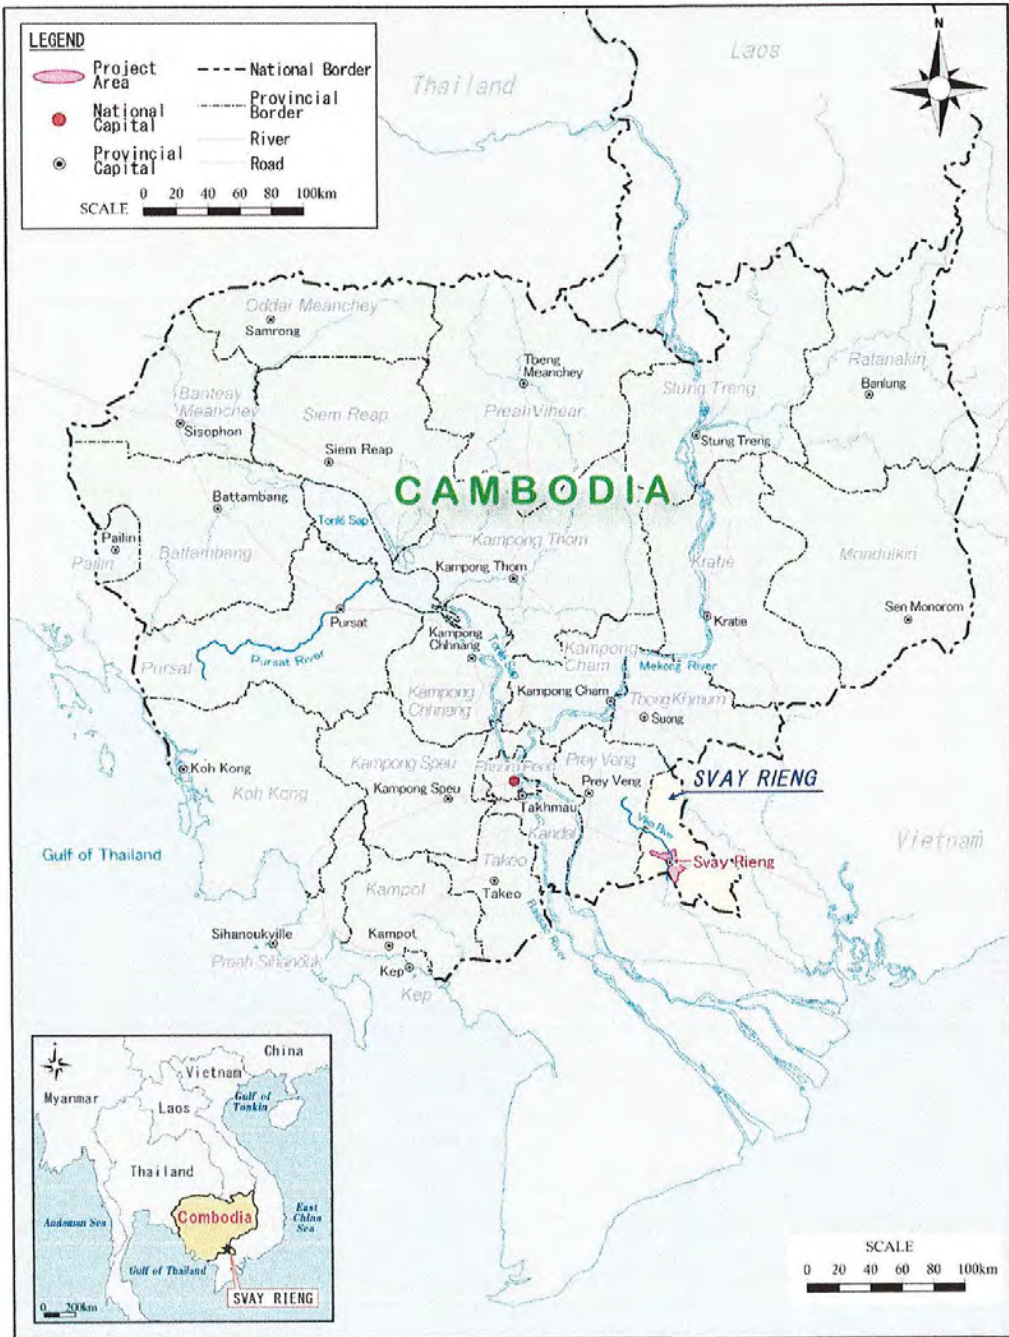 LEGEND
Project Area
National Capital
Provincial Capital
National Border
Provincial Border
River
Road
0 20 40 60 80 100km
SCALE
N
Laos
Thailand
Oddar Meanchey
Samrong
Tbeng Meanchey
Ratanakiri
Stung Treng
Banteay Meanchey
Siem Reap
Preah Vihear
Banlung
Sisophon
Stung Treng
Siem Reap
CAMBODIA
Battambang
Tonlé Sap
Kampong Thom
Pailin
Battambang
Pailin
Kratie
Mondulkiri
Kampong Thom
Pursat
Kratie
Sen Monorom
Kampong Chhnang
Tonle Sap
Kampong Cham
Pursat River
Pursat
Mekong River
Kampong Chhnang
Kampong Cham
Tbong Khmum
Suong
Kampong Speu
Phnom Penh
Prey Veng
SVAY RIENG
Koh Kong
Koh Kong
Kampong Speu
Prey Veng
Takhmau
Kandal
Vietnam
Gulf of Thailand
Takeo
Svay Rieng
Kampot
Takeo
Sihanoukville
Kampot
Preah Sihanouk
Kep
Kep
China
Vietnam
Myanmar
Gulf of Tonkin
Laos
Thailand
Combodia
East China Sea
Andaman Sea
Gulf of Thailand
SVAY RIENG
0 200km
SCALE
0 20 40 60 80 100km